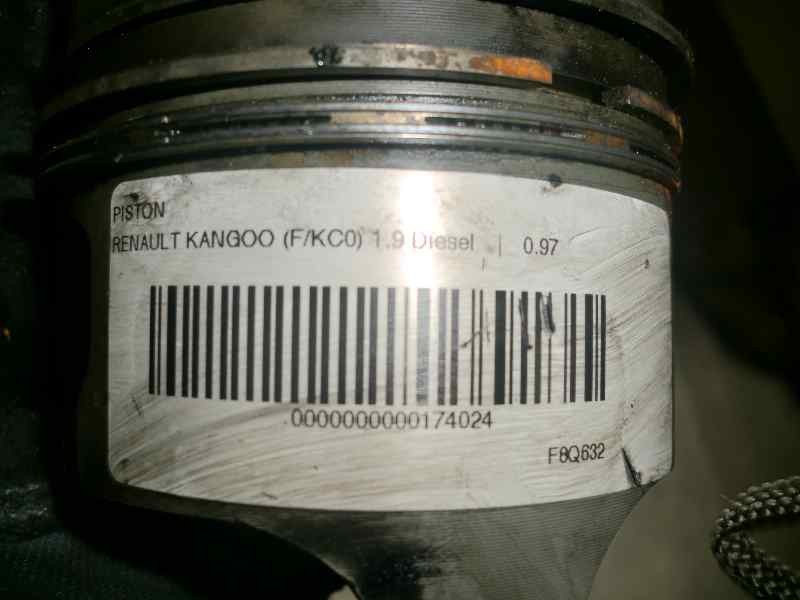 PISTON
RENAULT KANGOO (F/KC0) 1.9 Diesel | 0.97
0000000000174024
F8Q632